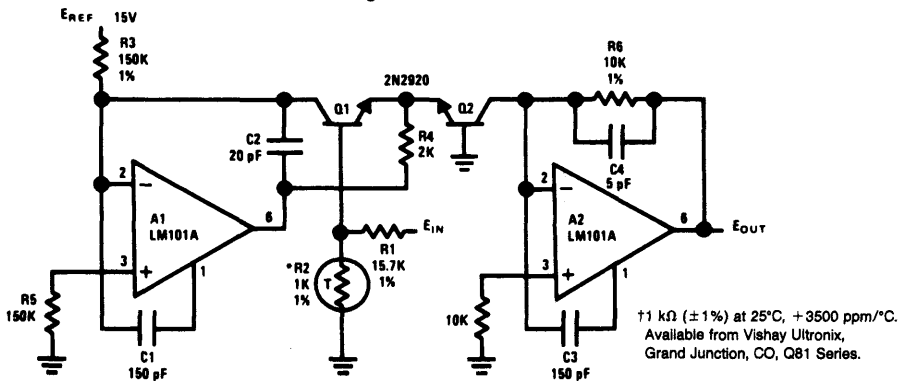 EREF 15V
R3
150K
1%
2N2920
Q1
Q2
R6
10K
1%
C2
20 pF
R4
2K
C4
5 pF
2
−
A1
LM101A
6
3
+
1
R5
150K
C1
150 pF
EIN
R1
15.7K
1%
*R2
1K
1%
T
2
−
A2
LM101A
6
EOUT
3
+
1
10K
C3
150 pF
†1 kΩ (±1%) at 25°C, +3500 ppm/°C.
Available from Vishay Ultronix,
Grand Junction, CO, Q81 Series.